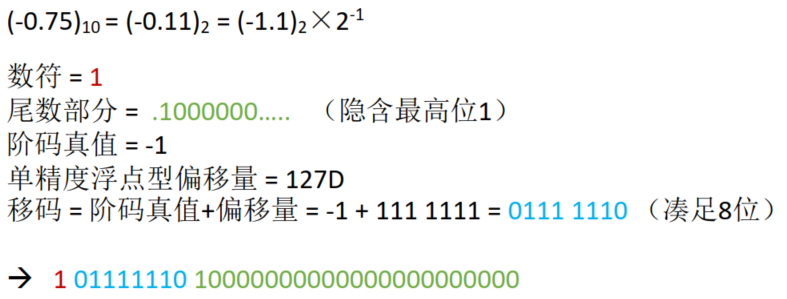 (-0.75)₁₀ = (-0.11)₂ = (-1.1)₂×2⁻¹
数符 = 1
尾数部分 = .1000000..... （隐含最高位1）
阶码真值 = -1
单精度浮点型偏移量 = 127D
移码 = 阶码真值+偏移量 = -1 + 111 1111 = 0111 1110 （凑足8位）
→ 1 01111110 10000000000000000000000